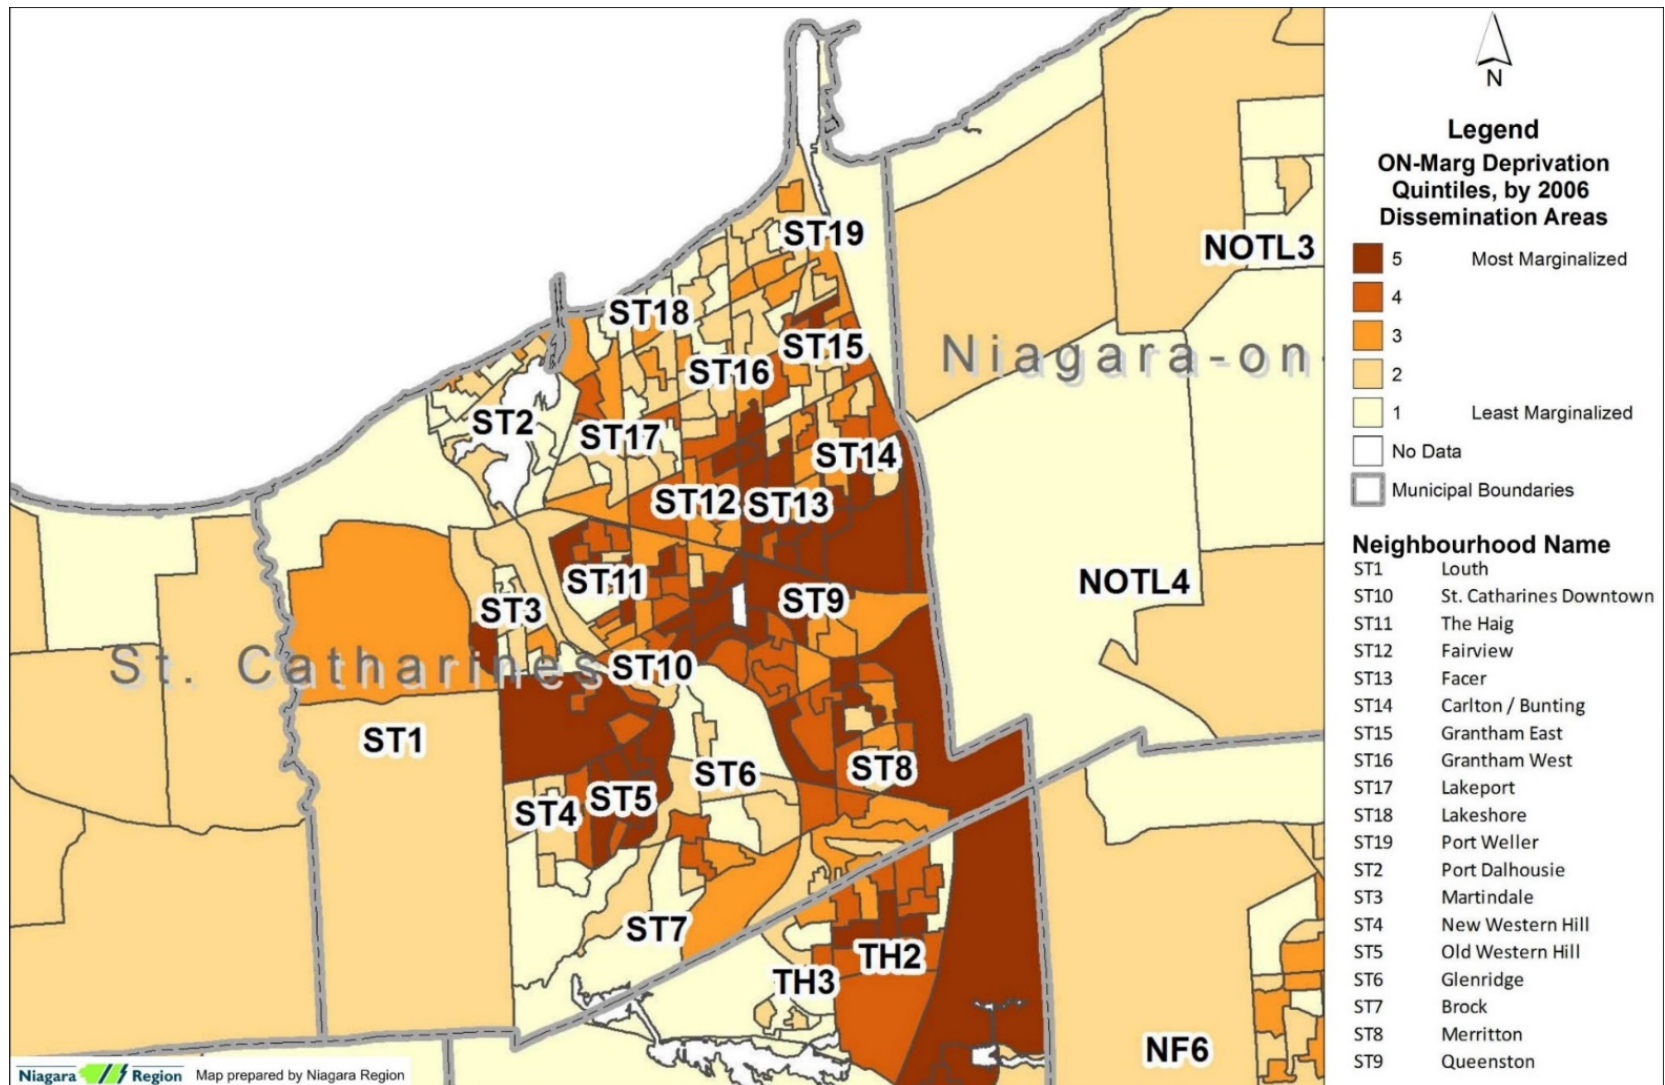 N
Legend
ON-Marg Deprivation
Quintiles, by 2006
Dissemination Areas
5 Most Marginalized
4
3
2
1 Least Marginalized
No Data
Municipal Boundaries
Neighbourhood Name
ST1 Louth
ST10 St. Catharines Downtown
ST11 The Haig
ST12 Fairview
ST13 Facer
ST14 Carlton / Bunting
ST15 Grantham East
ST16 Grantham West
ST17 Lakeport
ST18 Lakeshore
ST19 Port Weller
ST2 Port Dalhousie
ST3 Martindale
ST4 New Western Hill
ST5 Old Western Hill
ST6 Glenridge
ST7 Brock
ST8 Merritton
ST9 Queenston
ST19
NOTL3
ST18
ST15
Niagara-on-
ST16
ST2
ST17
ST14
ST12
ST13
ST11
NOTL4
ST9
ST3
St. Catharines
ST10
ST1
ST6
ST8
ST5
ST4
ST7
TH2
TH3
NF6
Niagara Region Map prepared by Niagara Region